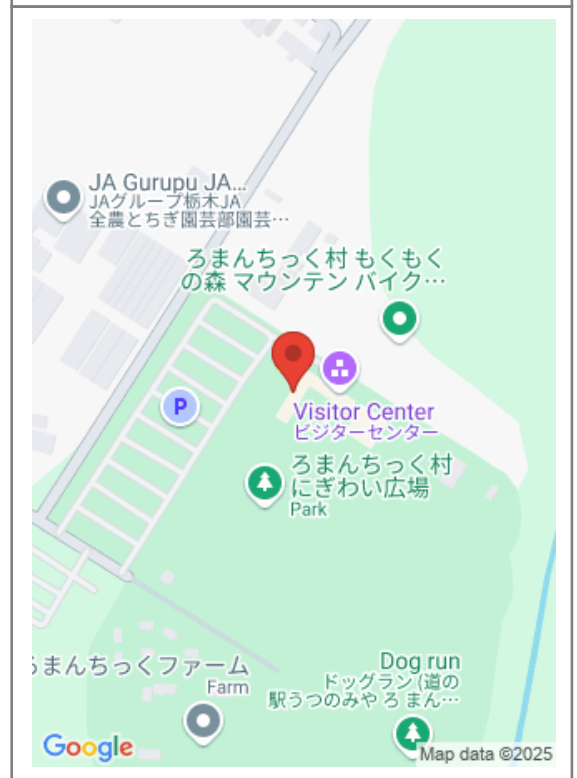 JA Gurupu JA...
JAグループ栃木JA
全農とちぎ園芸部園芸…
ろまんちっく村 もくもく
の森 マウンテン バイク…
P
Visitor Center
ビジターセンター
ろまんちっく村
にぎわい広場
Park
ろまんちっくファーム
Farm
Dog run
ドッグラン (道の
駅うつのみや ろ まん…
Google
Map data ©2025